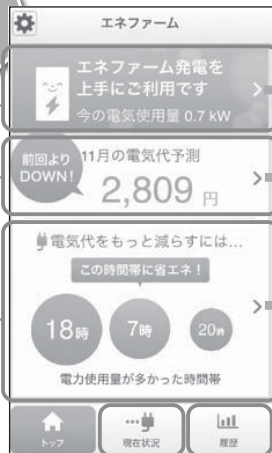 エネファーム
エネファーム発電を
上手にご利用です
今の電気使用量 0.7 kW
前回より
DOWN!
11月の電気代予測
2,809 円
電気代をもっと減らすには…
この時間帯に省エネ！
18時
7時
20時
電力使用量が多かった時間帯
トップ
現在状況
履歴